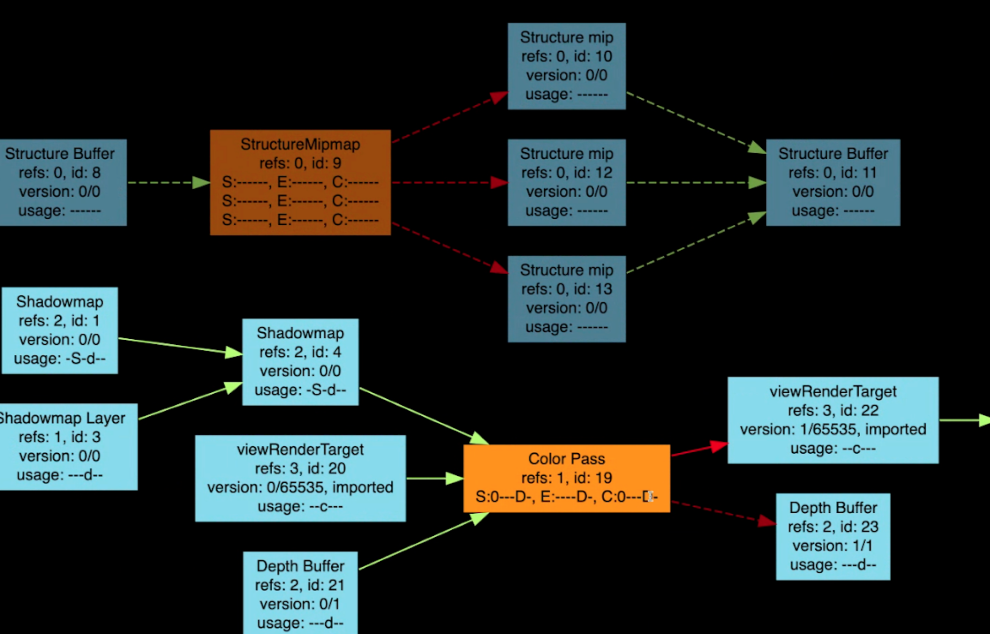 Structure mip
refs: 0, id: 10
version: 0/0
usage: ------
StructureMipmap
refs: 0, id: 9
S:------, E:------, C:------
S:------, E:------, C:------
S:------, E:------, C:------
Structure Buffer
refs: 0, id: 8
version: 0/0
usage: ------
Structure mip
refs: 0, id: 12
version: 0/0
usage: ------
Structure Buffer
refs: 0, id: 11
version: 0/0
usage: ------
Structure mip
refs: 0, id: 13
version: 0/0
usage: ------
Shadowmap
refs: 2, id: 1
version: 0/0
usage: -S-d--
Shadowmap
refs: 2, id: 4
version: 0/0
usage: -S-d--
Shadowmap Layer
refs: 1, id: 3
version: 0/0
usage: ---d--
viewRenderTarget
refs: 3, id: 20
version: 0/65535, imported
usage: --c---
Color Pass
refs: 1, id: 19
S:0---D-, E:----D-, C:0---D-
viewRenderTarget
refs: 3, id: 22
version: 1/65535, imported
usage: --c---
Depth Buffer
refs: 2, id: 23
version: 1/1
usage: ---d--
Depth Buffer
refs: 2, id: 21
version: 0/1
usage: ---d--